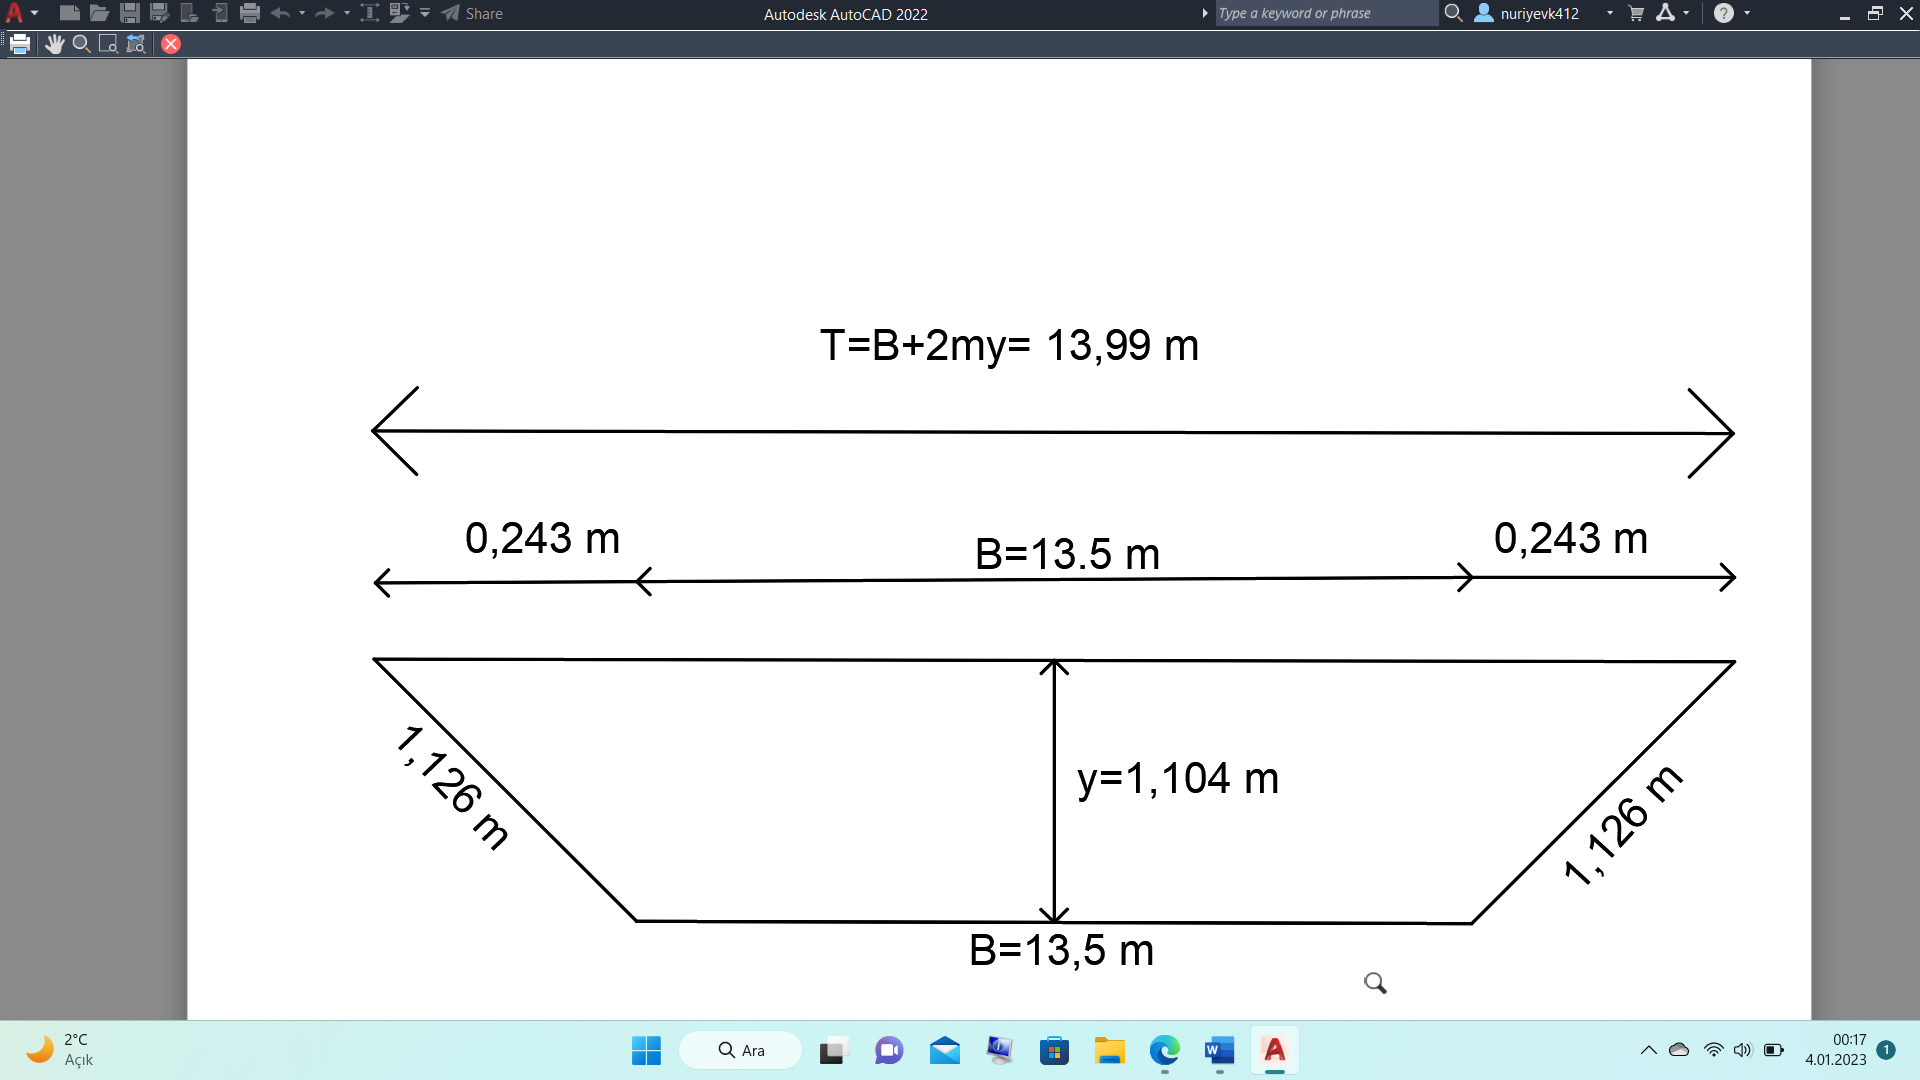 Share
Autodesk AutoCAD 2022
Type a keyword or phrase
nuriyevk412
T=B+2my= 13,99 m
0,243 m
B=13.5 m
0,243 m
1,126 m
y=1,104 m
1,126 m
B=13,5 m
2°C
Açık
Ara
00:17
4.01.2023
1